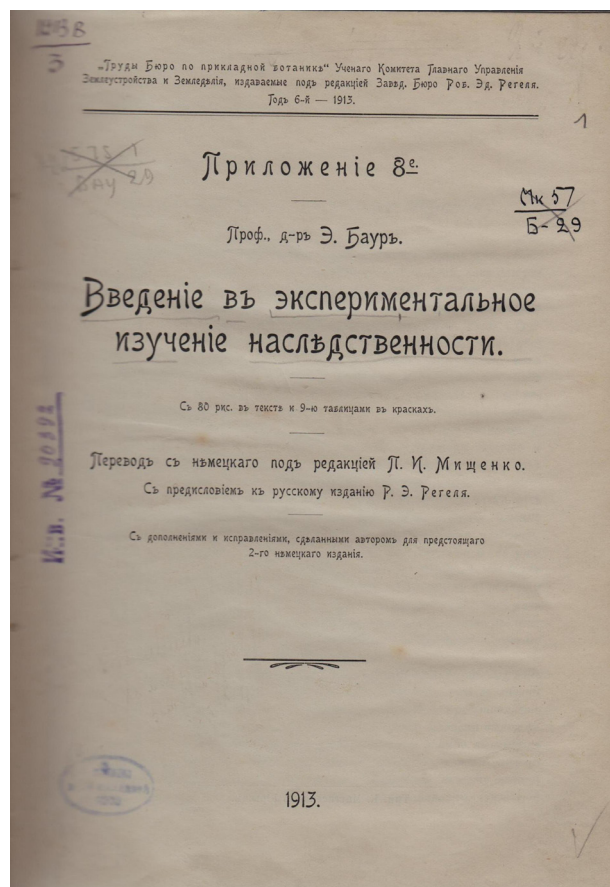 „Труды Бюро по прикладной ботаникѣ“ Ученаго Комитета Главнаго Управленія
Землеустройства и Земледѣлія, издаваемые подъ редакціей Завѣд. Бюро Роб. Эд. Регеля.
Годъ 6-й — 1913.
1
Приложеніе 8е.
Мк 57
Б-29
Проф., д-ръ Э. Бауръ.
Введеніе въ экспериментальное
изученіе наслѣдственности.
Съ 80 рис. въ текстѣ и 9-ю таблицами въ краскахъ.
Переводъ съ нѣмецкаго подъ редакціей П. И. Мищенко.
Съ предисловіемъ къ русскому изданію Р. Э. Регеля.
Съ дополненіями и исправленіями, сдѣланными авторомъ для предстоящаго
2-го нѣмецкаго изданія.
Инв. № 20392
1913.